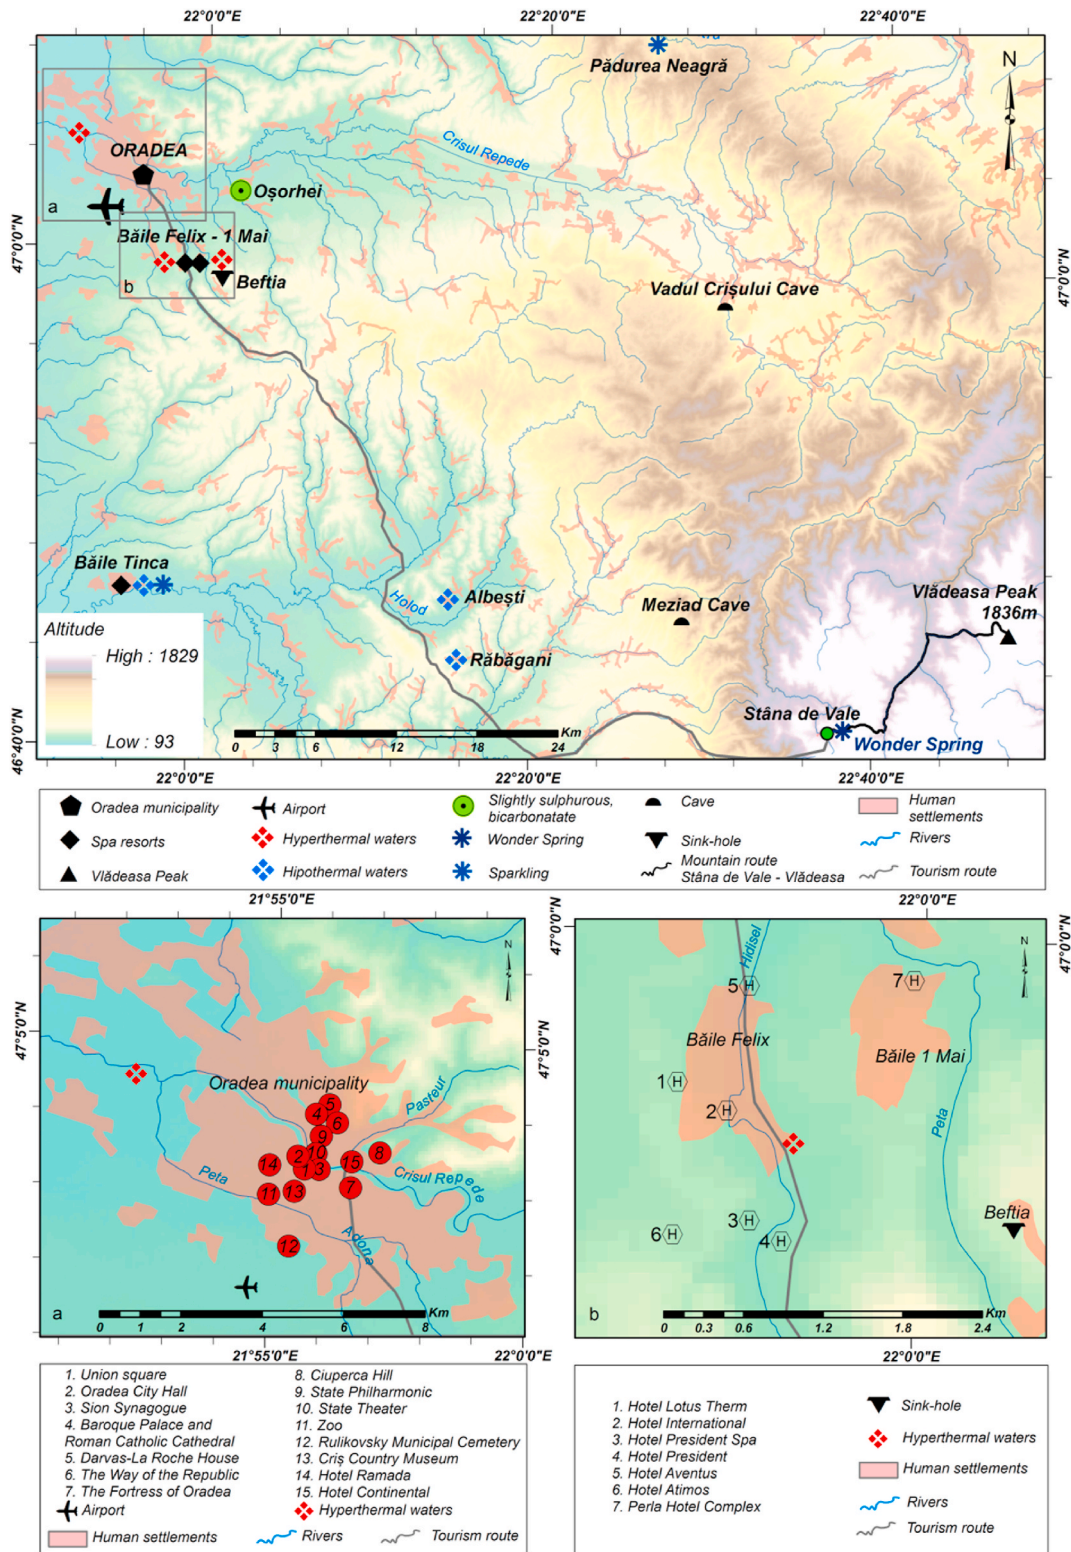 22°0'0"E 22°20'0"E 22°40'0"E
Pădurea Neagră
N
ORADEA
Crisul Repede
Oșorhei
a
47°0'0"N
Băile Felix - 1 Mai
b
Beftia
Vadul Crișului Cave
47°0'0"N
Băile Tinca
Holod
Albești
Meziad Cave
Vlădeasa Peak
1836m
Altitude
High : 1829
Low : 93
Răbăgani
Stâna de Vale
Wonder Spring
Km
0 3 6 12 18 24
46°40'0"N
22°0'0"E 22°20'0"E 22°40'0"E
Oradea municipality
Spa resorts
Vlădeasa Peak
Airport
Hyperthermal waters
Hipothermal waters
Slightly sulphurous,
bicarbonatate
Wonder Spring
Sparkling
Cave
Sink-hole
Mountain route
Stâna de Vale - Vlădeasa
Human
settlements
Rivers
Tourism route
21°55'0"E
N
47°5'0"N
47°5'0"N
Oradea municipality
Pasteur
5
4
6
9
10
2
8
14
1
3
15
Peta
Crisul Repede
11
13
7
12
Adona
a
Km
0 1 2 4 6 8
21°55'0"E 22°0'0"E
22°0'0"E
47°0'0"N
47°0'0"N
Hidisel
N
5 H
7 H
Băile Felix
Băile 1 Mai
1 H
2 H
Peta
3 H
6 H
4 H
Beftia
b
Km
0 0.3 0.6 1.2 1.8 2.4
22°0'0"E
1. Union square
2. Oradea City Hall
3. Sion Synagogue
4. Baroque Palace and
Roman Catholic Cathedral
5. Darvas-La Roche House
6. The Way of the Republic
7. The Fortress of Oradea
Airport
Human settlements
8. Ciuperca Hill
9. State Philharmonic
10. State Theater
11. Zoo
12. Rulikovsky Municipal Cemetery
13. Criș Country Museum
14. Hotel Ramada
15. Hotel Continental
Hyperthermal waters
Rivers
Tourism route
1. Hotel Lotus Therm
2. Hotel International
3. Hotel President Spa
4. Hotel President
5. Hotel Aventus
6. Hotel Atimos
7. Perla Hotel Complex
Sink-hole
Hyperthermal waters
Human settlements
Rivers
Tourism route